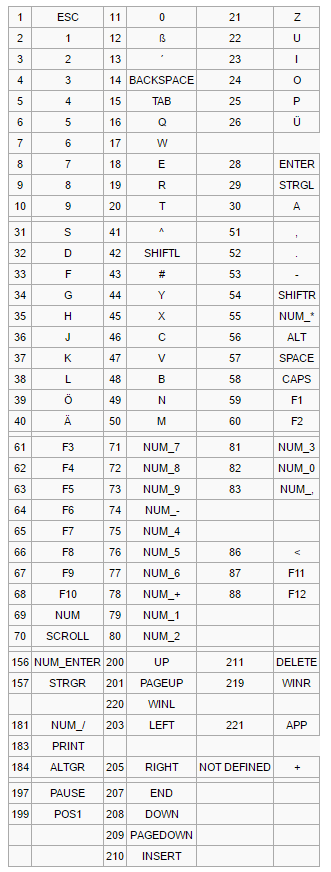 1 ESC 11 0 21 Z
2 1 12 ß 22 U
3 2 13 ´ 23 I
4 3 14 BACKSPACE 24 O
5 4 15 TAB 25 P
6 5 16 Q 26 Ü
7 6 17 W
8 7 18 E 28 ENTER
9 8 19 R 29 STRGL
10 9 20 T 30 A
31 S 41 ^ 51 ,
32 D 42 SHIFTL 52 .
33 F 43 # 53 -
34 G 44 Y 54 SHIFTR
35 H 45 X 55 NUM_*
36 J 46 C 56 ALT
37 K 47 V 57 SPACE
38 L 48 B 58 CAPS
39 Ö 49 N 59 F1
40 Ä 50 M 60 F2
61 F3 71 NUM_7 81 NUM_3
62 F4 72 NUM_8 82 NUM_0
63 F5 73 NUM_9 83 NUM_,
64 F6 74 NUM_-
65 F7 75 NUM_4
66 F8 76 NUM_5 86 <
67 F9 77 NUM_6 87 F11
68 F10 78 NUM_+ 88 F12
69 NUM 79 NUM_1
70 SCROLL 80 NUM_2
156 NUM_ENTER 200 UP 211 DELETE
157 STRGR 201 PAGEUP 219 WINR
220 WINL
181 NUM_/ 203 LEFT 221 APP
183 PRINT
184 ALTGR 205 RIGHT NOT DEFINED +
197 PAUSE 207 END
199 POS1 208 DOWN
209 PAGEDOWN
210 INSERT